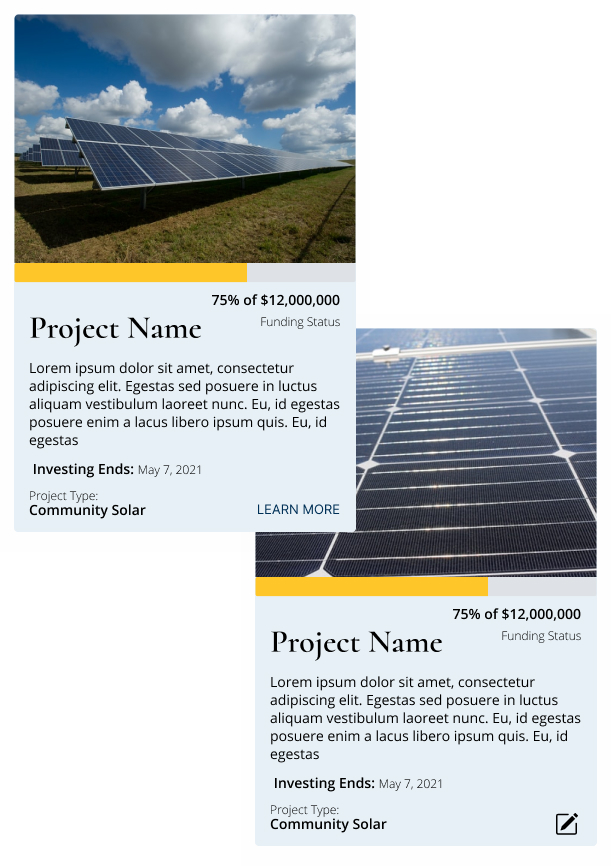 75% of $12,000,000
Project Name
Funding Status
Lorem ipsum dolor sit amet, consectetur
adipiscing elit. Egestas sed posuere in luctus
aliquam vestibulum laoreet nunc. Eu, id egestas
posuere enim a lacus libero ipsum quis. Eu, id
egestas
Investing Ends: May 7, 2021
Project Type:
Community Solar
LEARN MORE
75% of $12,000,000
Project Name
Funding Status
Lorem ipsum dolor sit amet, consectetur
adipiscing elit. Egestas sed posuere in luctus
aliquam vestibulum laoreet nunc. Eu, id egestas
posuere enim a lacus libero ipsum quis. Eu, id
egestas
Investing Ends: May 7, 2021
Project Type:
Community Solar